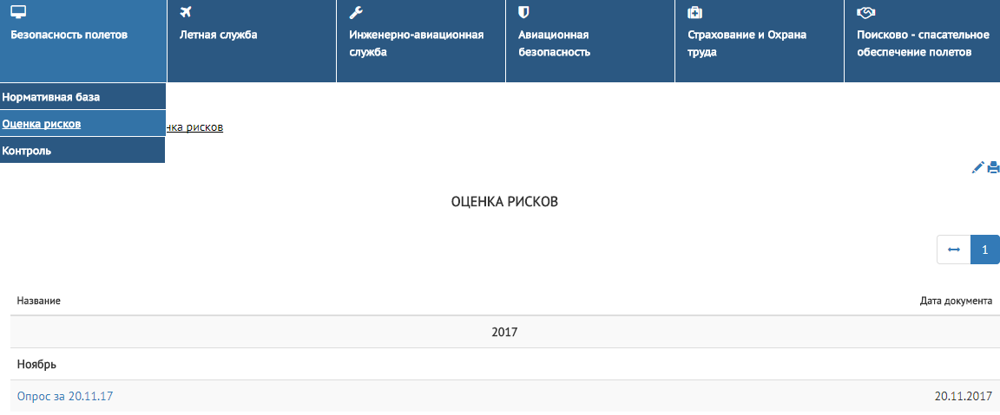 Безопасность полетов
Летная служба
Инженерно-авиационная
служба
Авиационная
безопасность
Страхование и Охрана
труда
Поисково - спасательное
обеспечение полетов
Нормативная база
Оценка рисков
Контроль
рисков
ОЦЕНКА РИСКОВ
1
Название Дата документа
2017
Ноябрь
Опрос за 20.11.17 20.11.2017